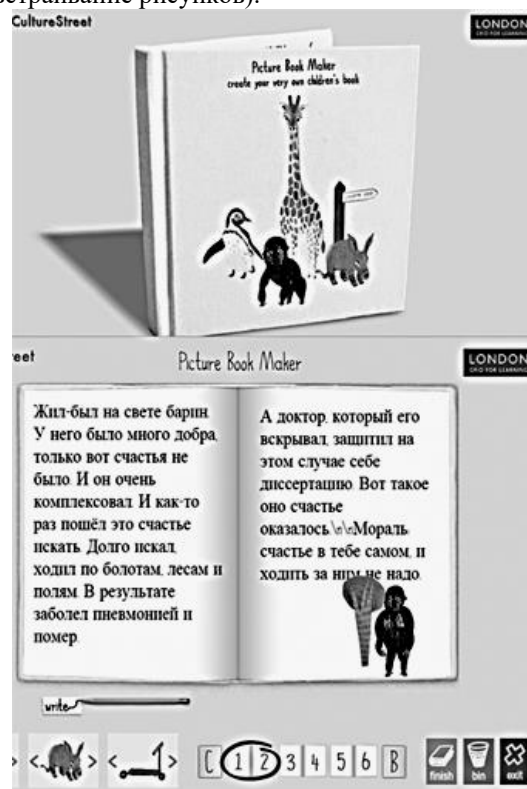 встраивание рисунков).
CultureStreet
LONDON
Picture Book Maker
create your very own children's book
eet
Picture Book Maker
LONDON
Жил-был на свете барин.
У него было много добра,
только вот счастья не
было. И он очень
комплексовал. И как-то
раз пошёл это счастье
искать. Долго искал,
ходил по болотам, лесам и
полям. В результате
заболел пневмонией и
помер.
А доктор, который его
вскрывал, защитил на
этом случае себе
диссертацию. Вот такое
оно счастье
оказалось.\n\nМораль:
счастье в тебе самом, и
ходить за ним не надо.
write
C 1 2 3 4 5 6 B
finish bin exit